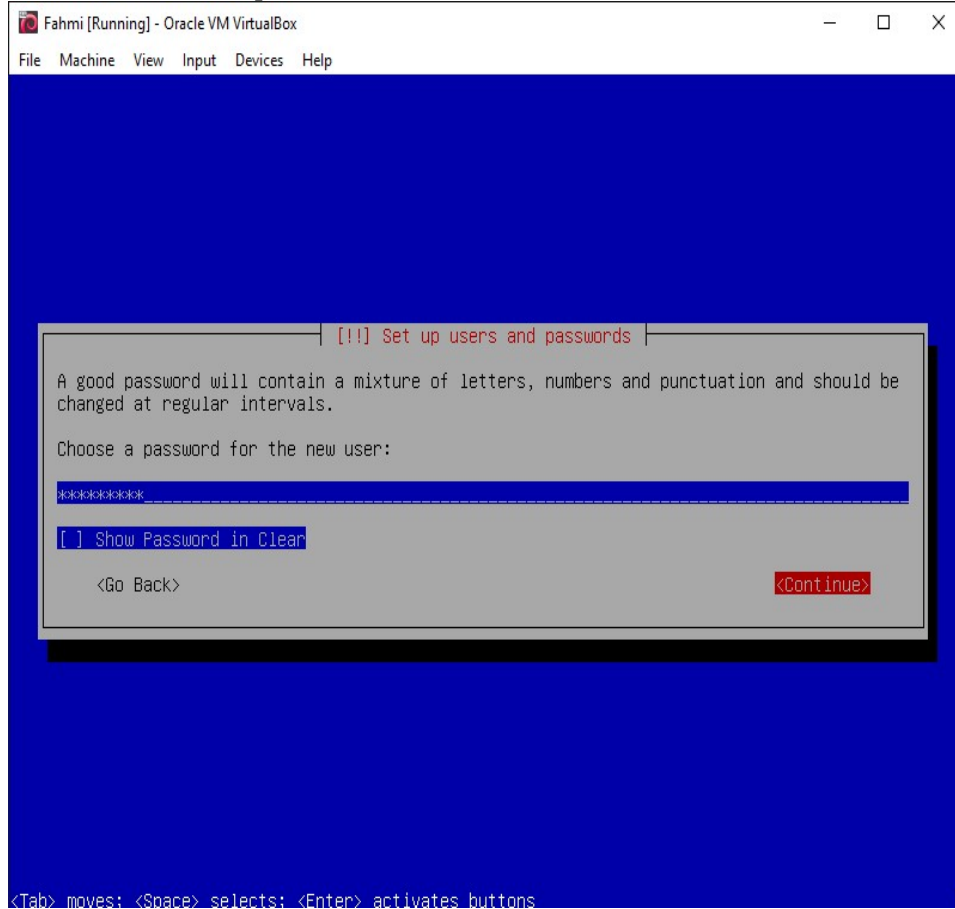 Fahmi [Running] - Oracle VM VirtualBox
File Machine View Input Devices Help
[!!] Set up users and passwords
A good password will contain a mixture of letters, numbers and punctuation and should be
changed at regular intervals.
Choose a password for the new user:
*********
[ ] Show Password in Clear
<Go Back> <Continue>
<Tab> moves; <Space> selects; <Enter> activates buttons